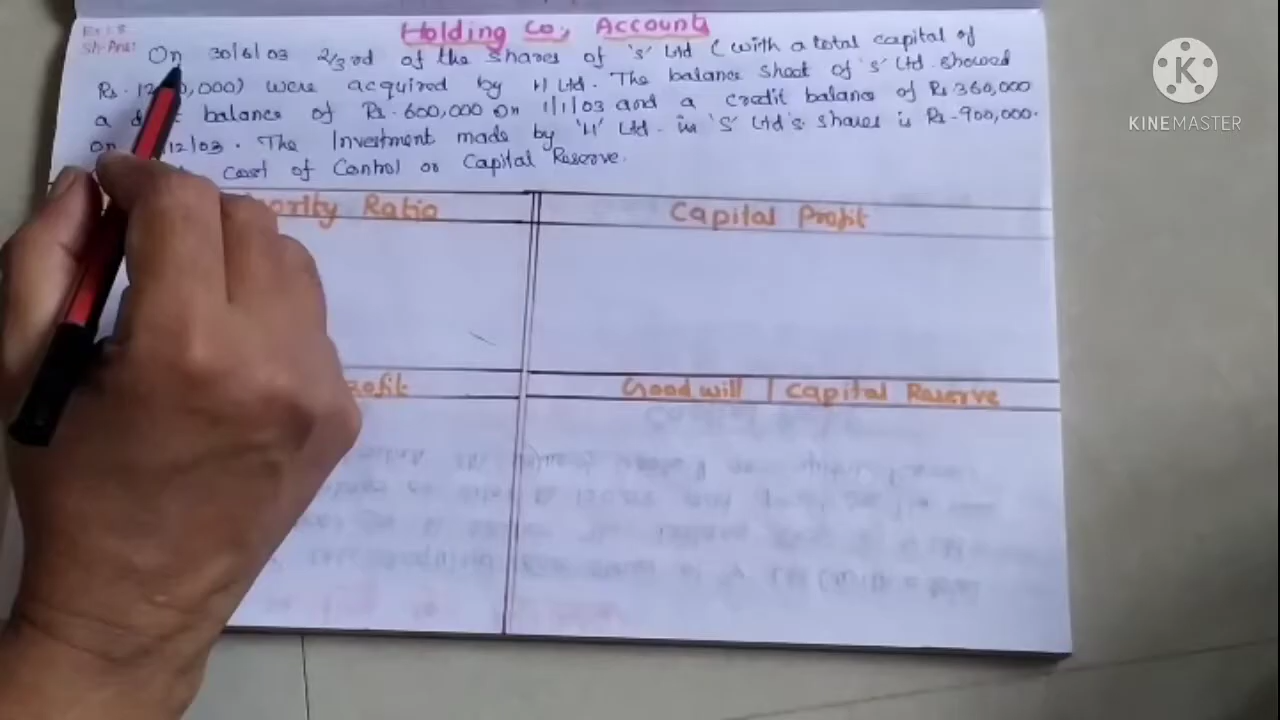 Holding Co, Accounts
On 30/6/03 2/3rd of the shares of 's' Ltd (with a total capital of
Rs. were acquired by H Ltd. The balance sheet of 's' Ltd showed
a balance of Rs. 600,000 on 1/1/03 and a credit balance of Rs 360,000
on 12/03. The Investment made by 'H' Ltd. in 's' Ltd's shares is Rs-900,000.
cost of Control or Capital Reserve.
Ratio
Capital Profit
Goodwill | Capital Reserve
K
KINEMASTER